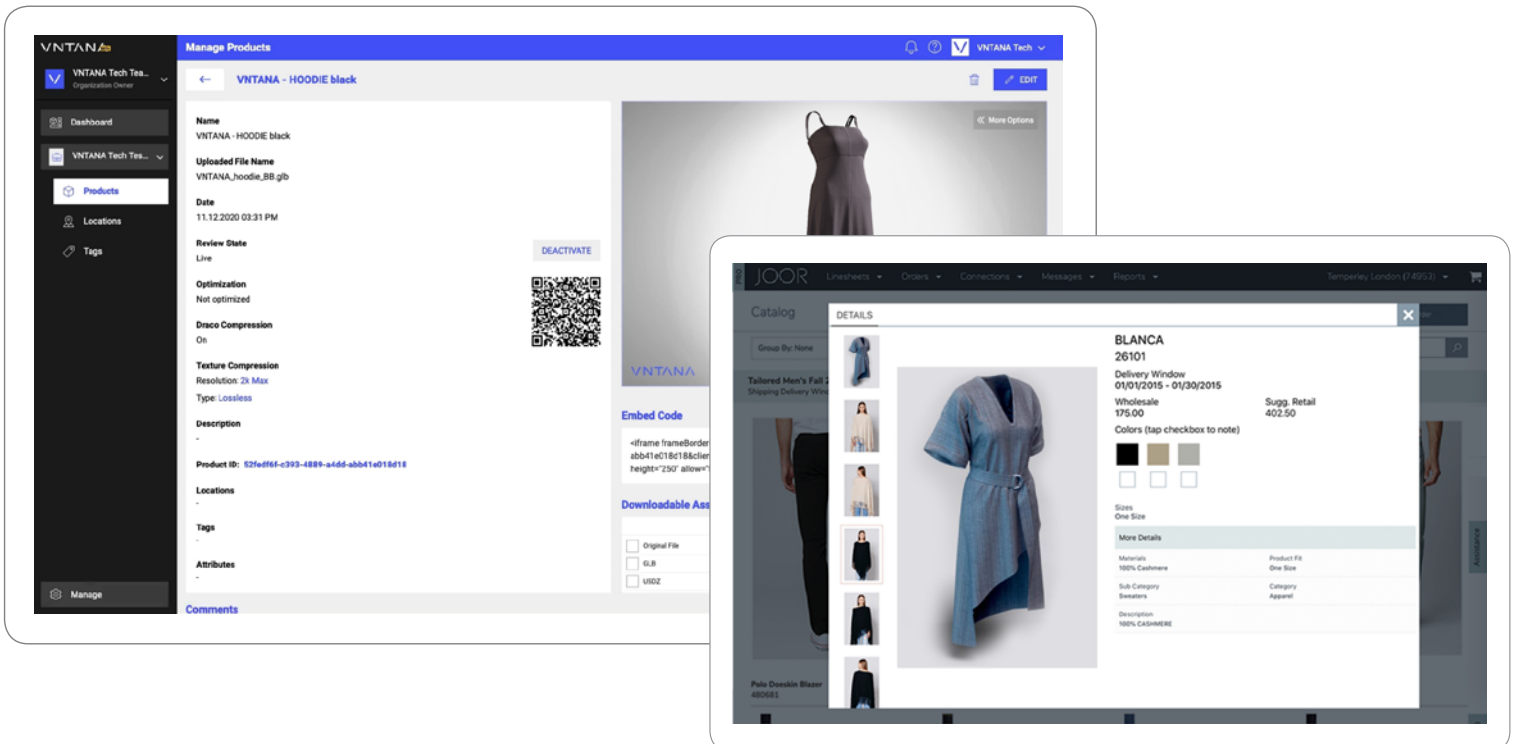 VNTANA
Manage Products
VNTANA Tech
VNTANA Tech Tea...
Organization Owner
VNTANA - HOODIE black
EDIT
Dashboard
VNTANA Tech Tes...
Products
Locations
Tags
Manage
Name
VNTANA - HOODIE black
Uploaded File Name
VNTANA_hoodie_BB.glb
Date
11.12.2020 03:31 PM
Review State
Live
DEACTIVATE
Optimization
Not optimized
Draco Compression
On
Texture Compression
Resolution: 2k Max
Type: Lossless
Description
-
Product ID: 52fedf6f-c393-4889-a4dd-abb41e018d18
Locations
-
Tags
-
Attributes
-
Comments
More Options
VNTANA
Embed Code
<iframe frameBorder
abb41e018d18&clien
height="250" allow="
Downloadable Ass
Original File
GLB
USDZ
PRO
JOOR
Linesheets
Orders
Connections
Messages
Reports
Temperley London (74953)
Catalog
Group By: None
Tailored Men's Fall 2
Shipping Delivery Win
Polo Doeskin Blazer
480681
Assistance
DETAILS
BLANCA
26101
Delivery Window
01/01/2015 - 01/30/2015
Wholesale
175.00
Sugg. Retail
402.50
Colors (tap checkbox to note)
Sizes
One Size
More Details
Materials
100% Cashmere
Product Fit
One Size
Sub Category
Sweaters
Category
Apparel
Description
100% CASHMERE